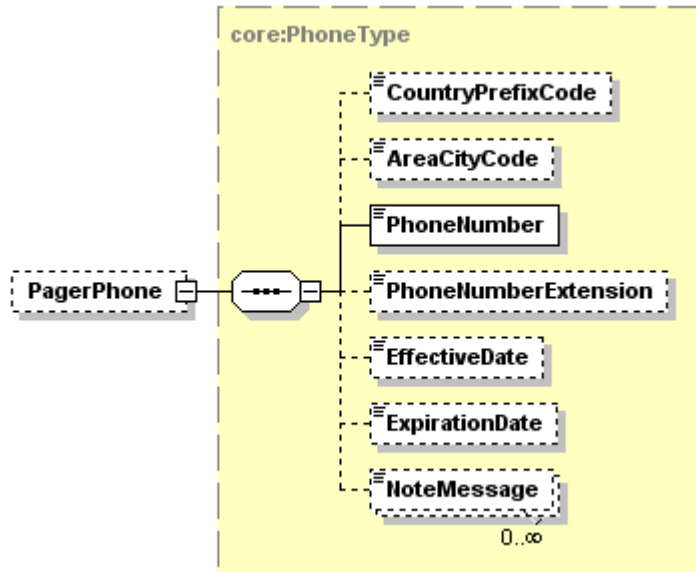 core:PhoneType
CountryPrefixCode
AreaCityCode
PhoneNumber
PagerPhone
PhoneNumberExtension
EffectiveDate
ExpirationDate
NoteMessage
0..∞